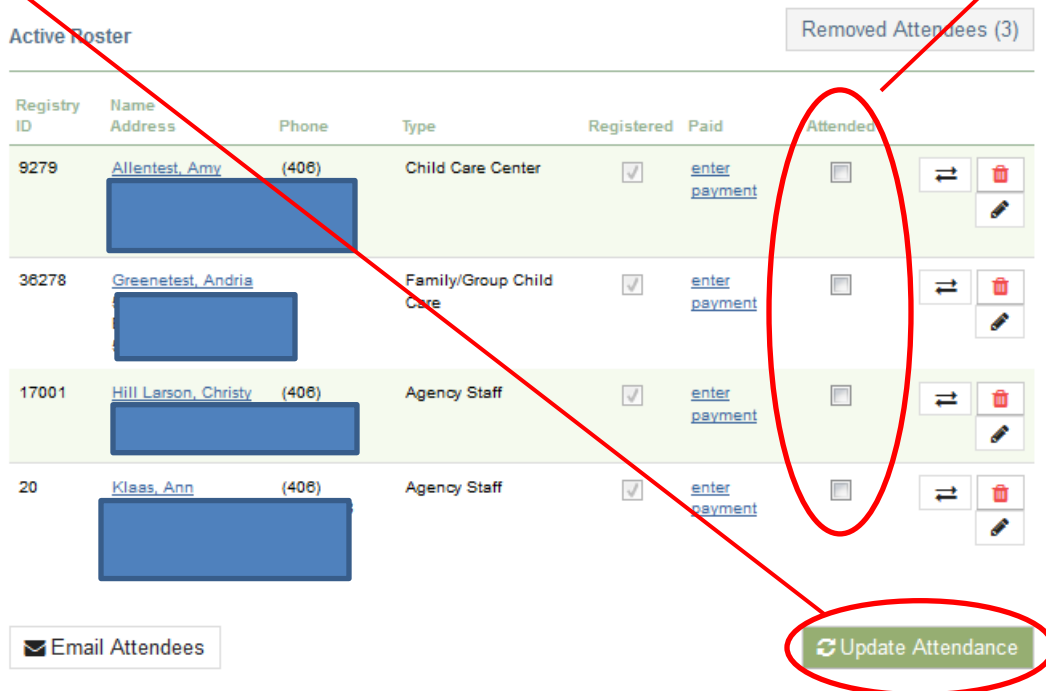 Active Roster
Removed Attendees (3)
Registry ID
Name Address
Phone
Type
Registered
Paid
Attended
9279
Allentest, Amy
(406)
Child Care Center
enter payment
36278
Greenetest, Andria
Family/Group Child Care
enter payment
17001
Hill Larson, Christy
(406)
Agency Staff
enter payment
20
Klaas, Ann
(406)
Agency Staff
enter payment
Email Attendees
Update Attendance